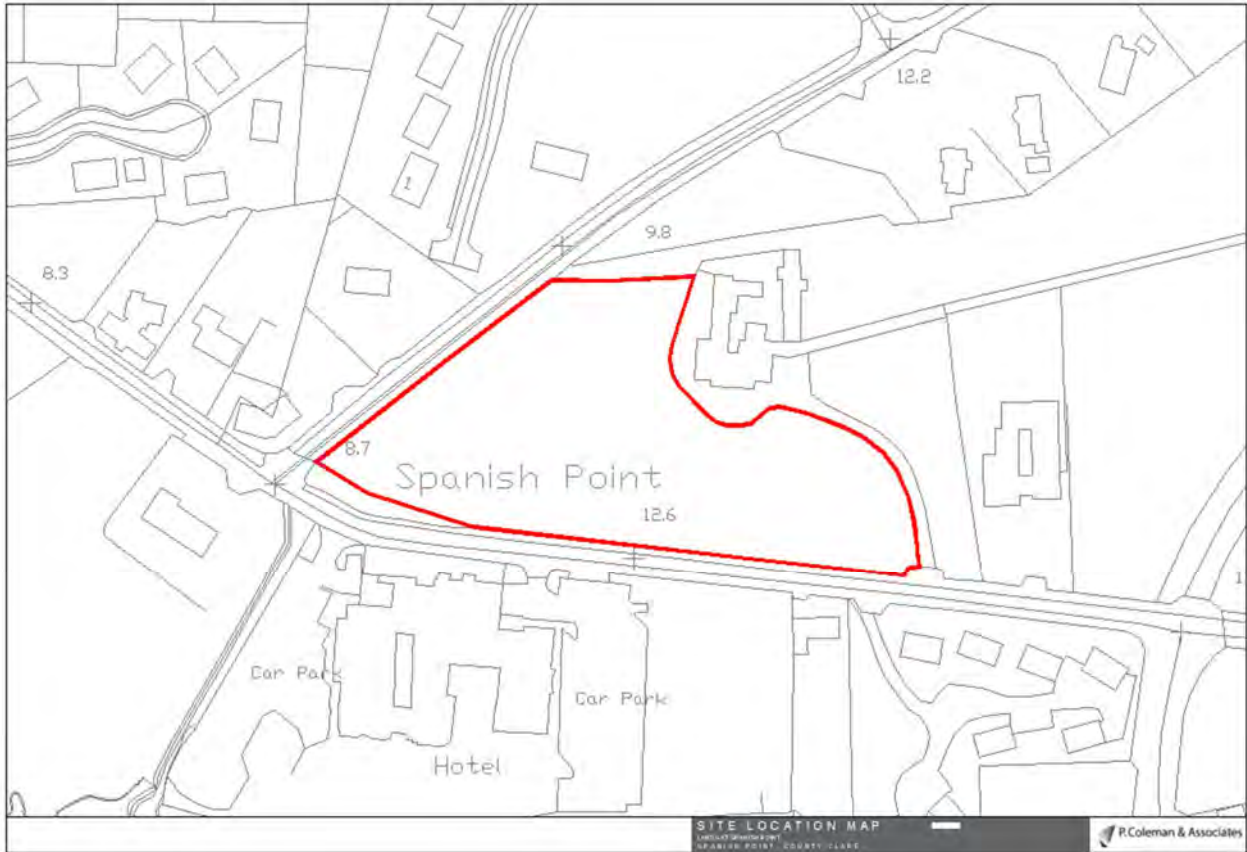 12.2
1
9.8
8.3
8.7
Spanish Point
12.6
1
Car Park
Car Park
Hotel
SITE LOCATION MAP
SPANISH POINT, COUNTY CLARE
P.Coleman & Associates